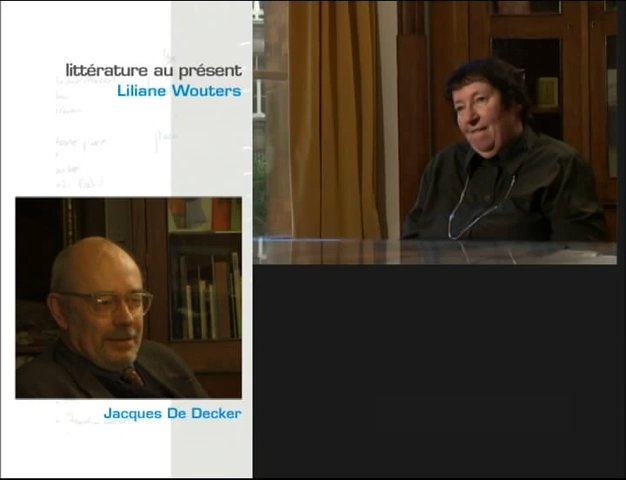 littérature au présent
Liliane Wouters
Jacques De Decker